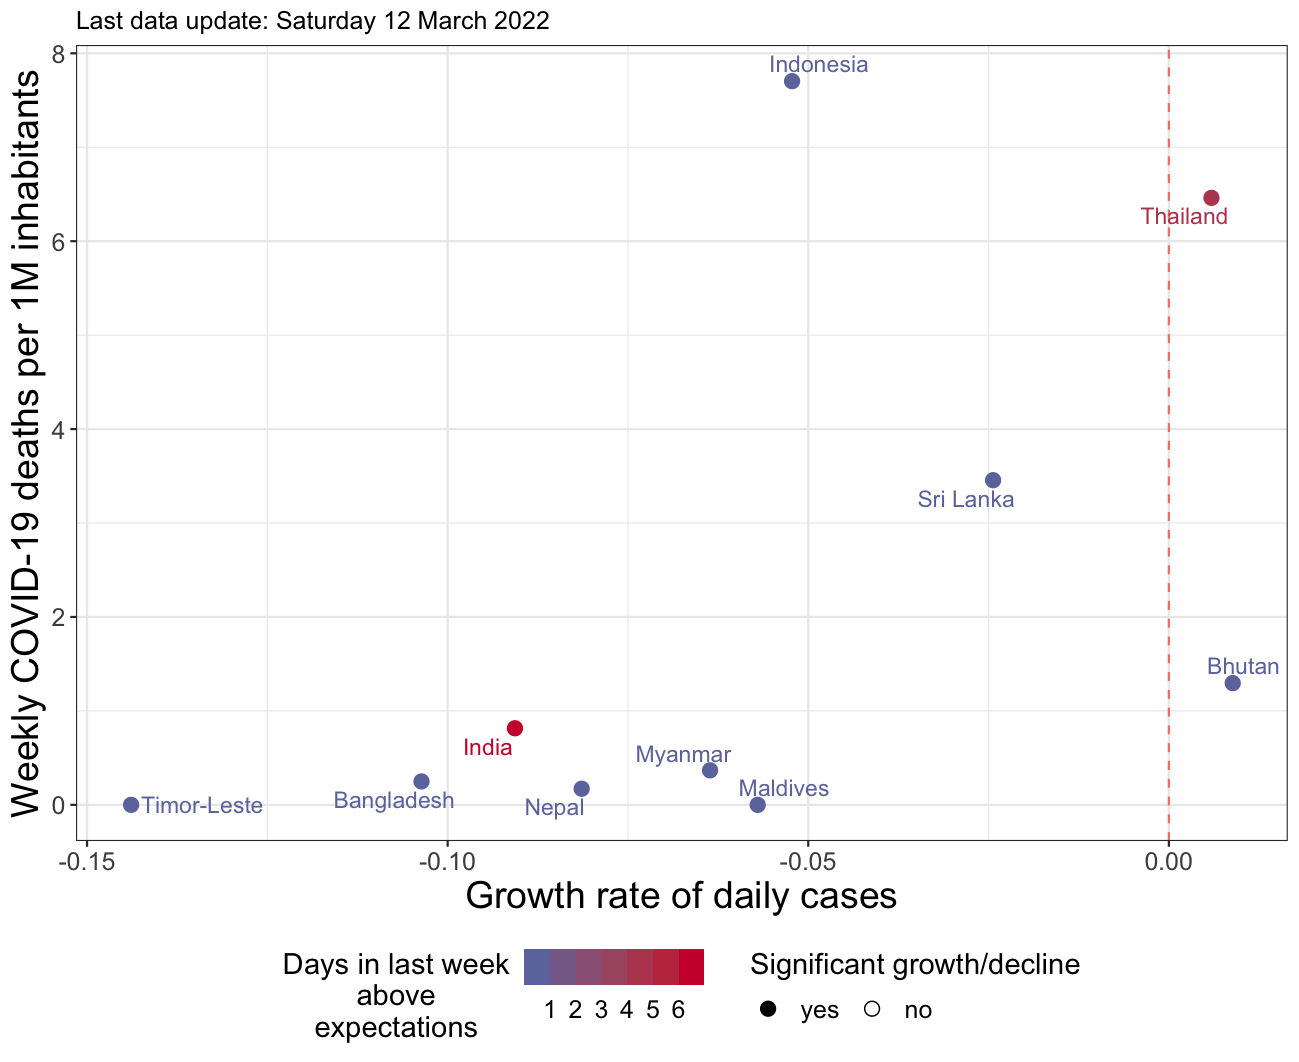 Last data update: Saturday 12 March 2022
Weekly COVID-19 deaths per 1M inhabitants
8
6
4
2
0
Indonesia
Thailand
Sri Lanka
Bhutan
India
Myanmar
Maldives
Timor-Leste
Bangladesh
Nepal
-0.15
-0.10
-0.05
0.00
Growth rate of daily cases
Days in last week
above
expectations
1 2 3 4 5 6
Significant growth/decline
yes no